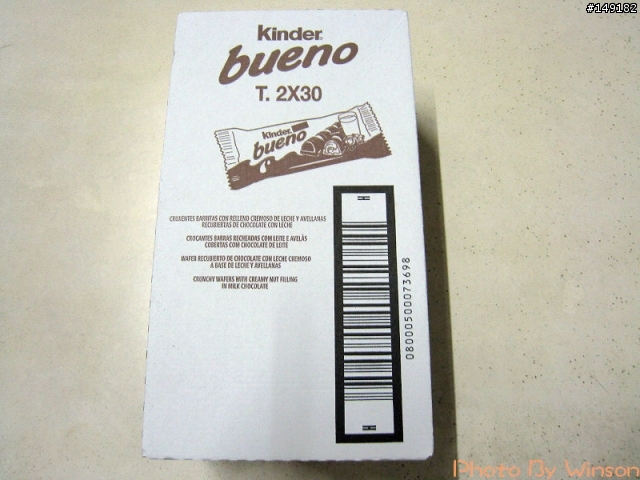 #149182
Kinder
bueno
T. 2X30
Kinder
bueno
CRUJIENTES BARRITAS CON RELLENO CREMOSO DE LECHE Y AVELLANAS
RECUBIERTAS DE CHOCOLATE CON LECHE
CROCANTES BARRAS RECHEADAS COM LEITE E AVELÃS
COBERTAS COM CHOCOLATE DE LEITE
WAFER RECUBIERTO DE CHOCOLATE CON LECHE CREMOSO
A BASE DE LECHE Y AVELLANAS
CRUNCHY WAFERS WITH CREAMY NUT FILLING
IN MILK CHOCOLATE
08000500073698
Photo By Winson